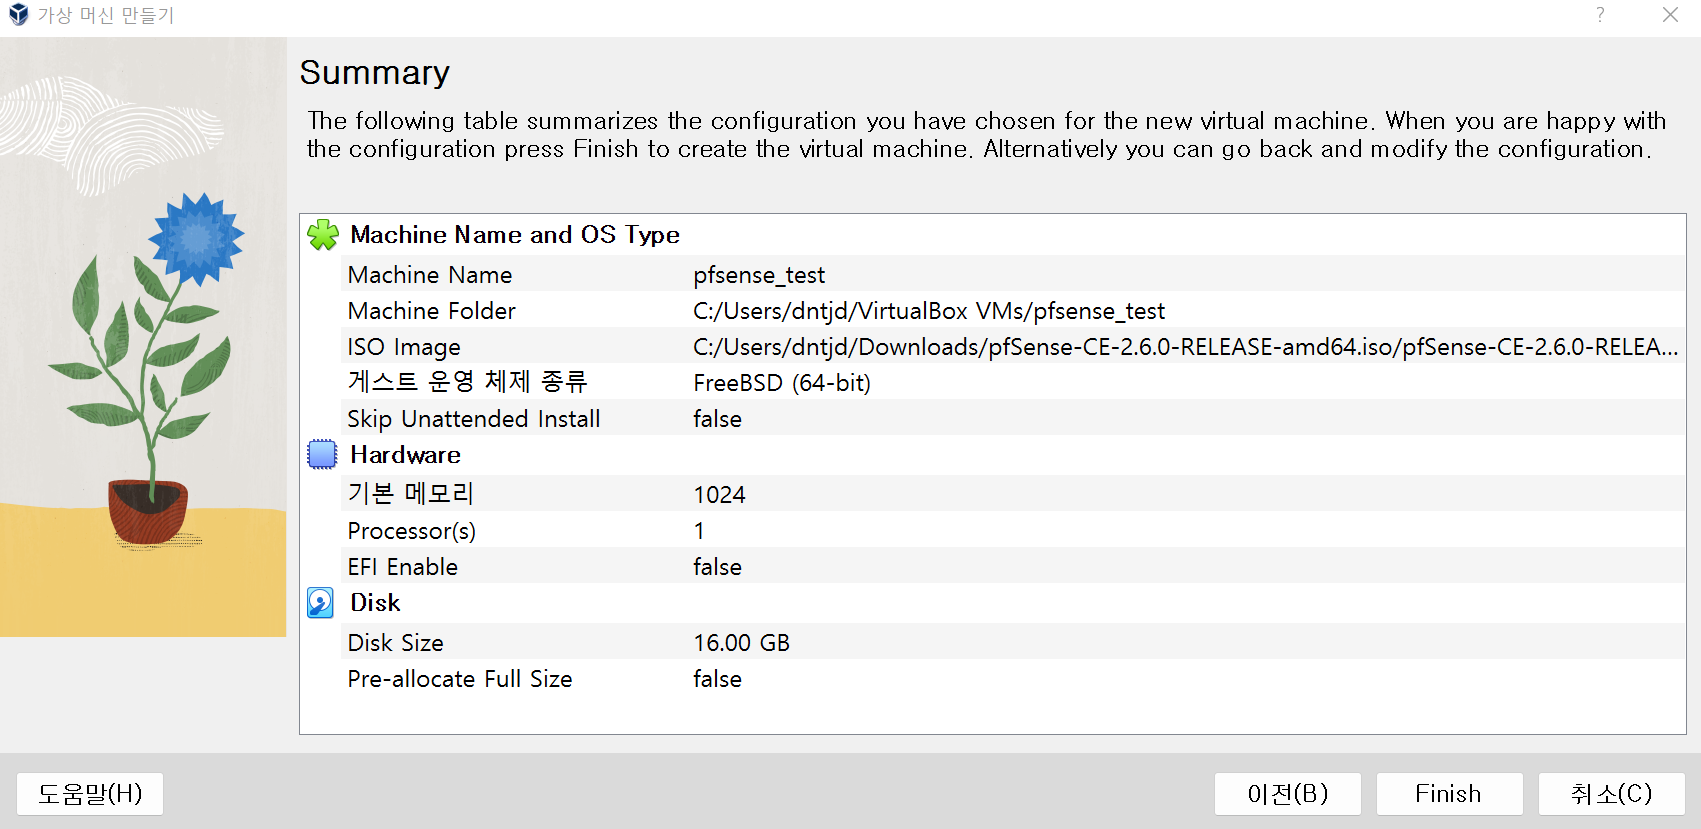 가상 머신 만들기
?
Summary
The following table summarizes the configuration you have chosen for the new virtual machine. When you are happy with
the configuration press Finish to create the virtual machine. Alternatively you can go back and modify the configuration.
Machine Name and OS Type
Machine Name pfsense_test
Machine Folder C:/Users/dntjd/VirtualBox VMs/pfsense_test
ISO Image C:/Users/dntjd/Downloads/pfSense-CE-2.6.0-RELEASE-amd64.iso/pfSense-CE-2.6.0-RELEA...
게스트 운영 체제 종류 FreeBSD (64-bit)
Skip Unattended Install false
Hardware
기본 메모리 1024
Processor(s) 1
EFI Enable false
Disk
Disk Size 16.00 GB
Pre-allocate Full Size false
도움말(H) 이전(B) Finish 취소(C)